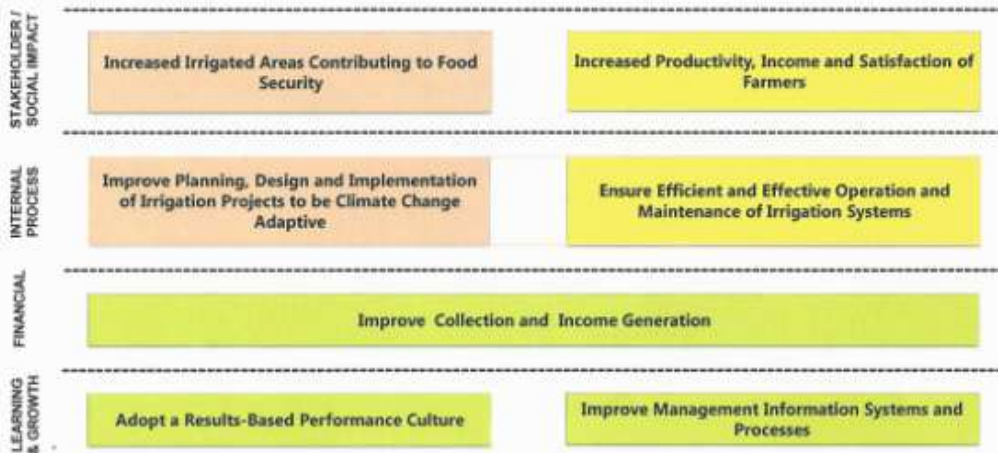 STAKEHOLDER /
SOCIAL IMPACT
Increased Irrigated Areas Contributing to Food
Security
Increased Productivity, Income and Satisfaction of
Farmers
INTERNAL
PROCESS
Improve Planning, Design and Implementation
of Irrigation Projects to be Climate Change
Adaptive
Ensure Efficient and Effective Operation and
Maintenance of Irrigation Systems
FINANCIAL
Improve Collection and Income Generation
LEARNING
& GROWTH
Adopt a Results-Based Performance Culture
Improve Management Information Systems and
Processes